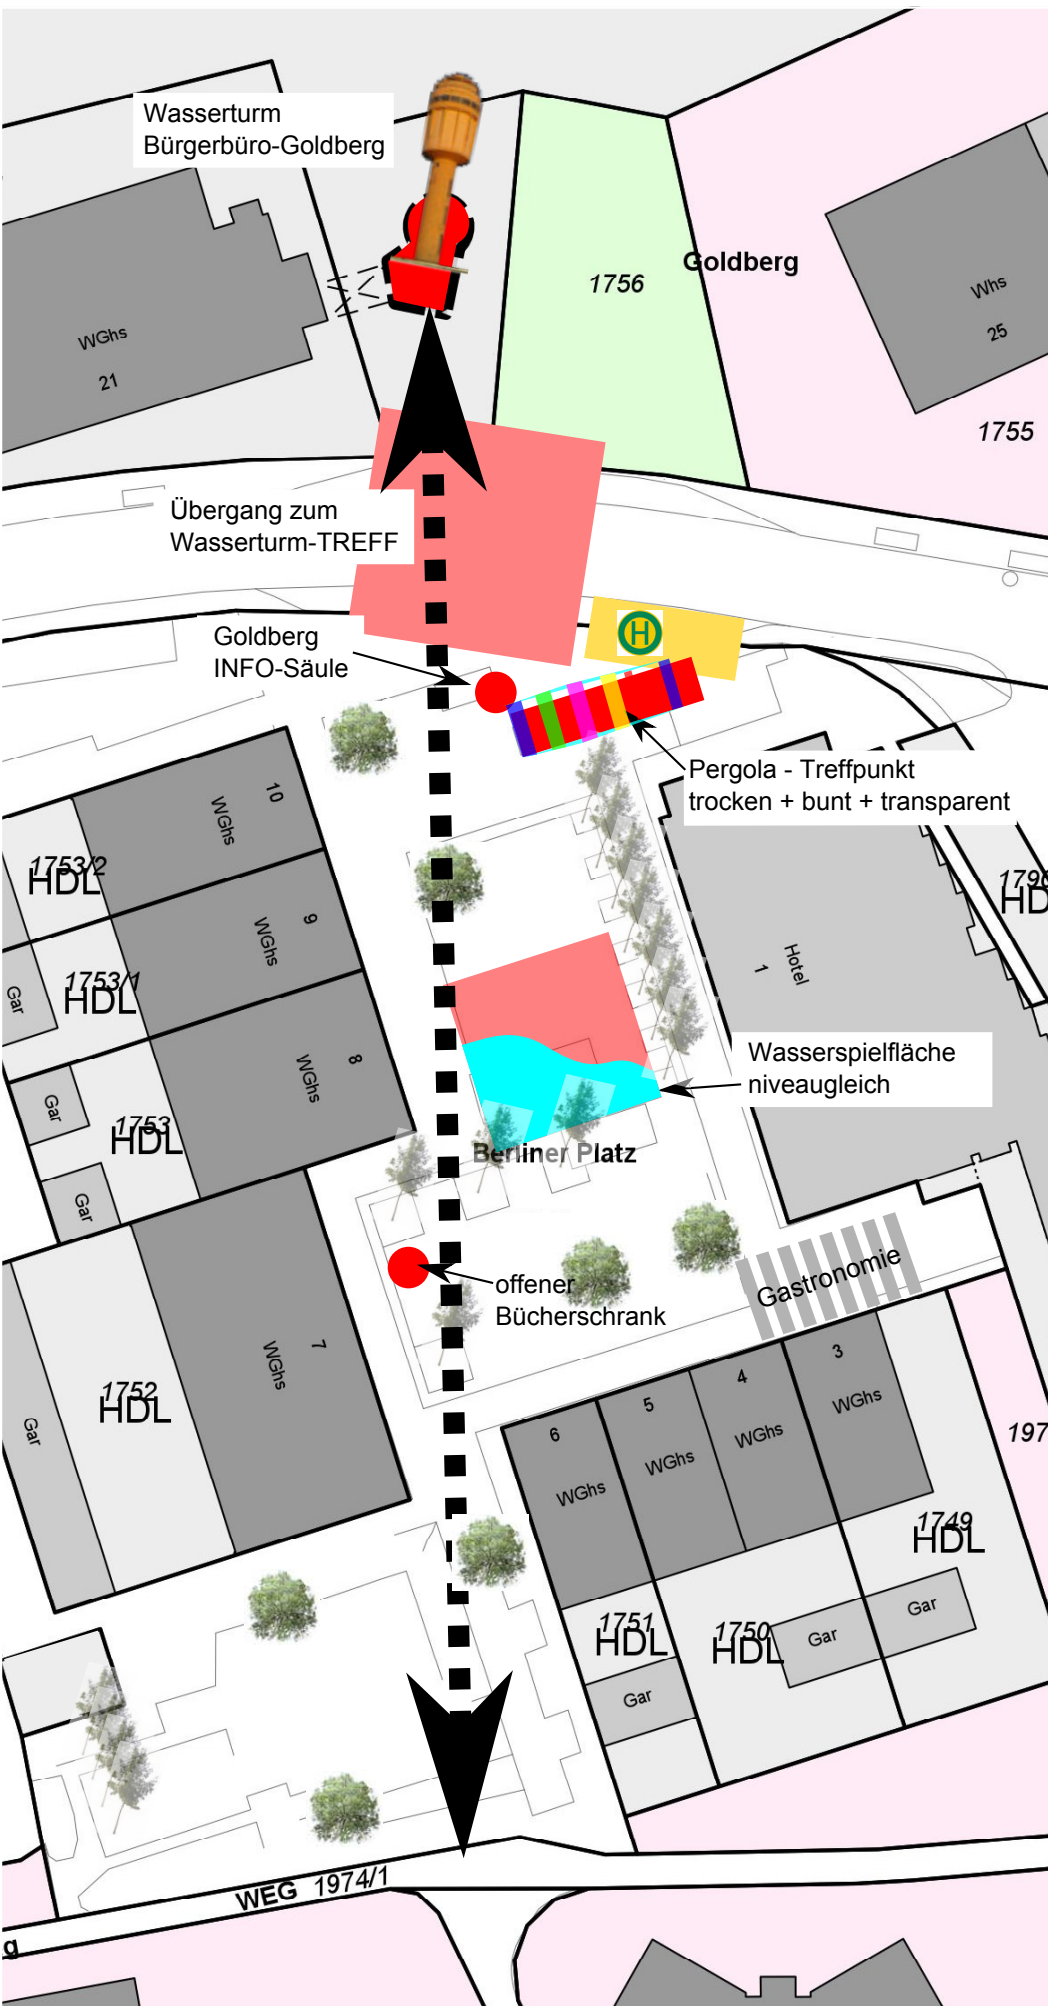 Wasserturm
Bürgerbüro-Goldberg
Goldberg
1756
Whs
25
WGhs
21
1755
Übergang zum
Wasserturm-TREFF
H
Goldberg
INFO-Säule
Pergola - Treffpunkt
trocken + bunt + transparent
10
WGhs
1753/2
HDL
9
WGhs
1753/1
HDL
Gar
Hotel
1
8
WGhs
Wasserspielfläche
niveaugleich
Gar
1753
HDL
Berliner Platz
Gar
offener
Bücherschrank
Gastronomie
7
WGhs
1752
HDL
Gar
3
WGhs
4
WGhs
5
WGhs
6
WGhs
197
1749
HDL
1751
HDL
1750
HDL
Gar
Gar
Gar
WEG 1974/1
g